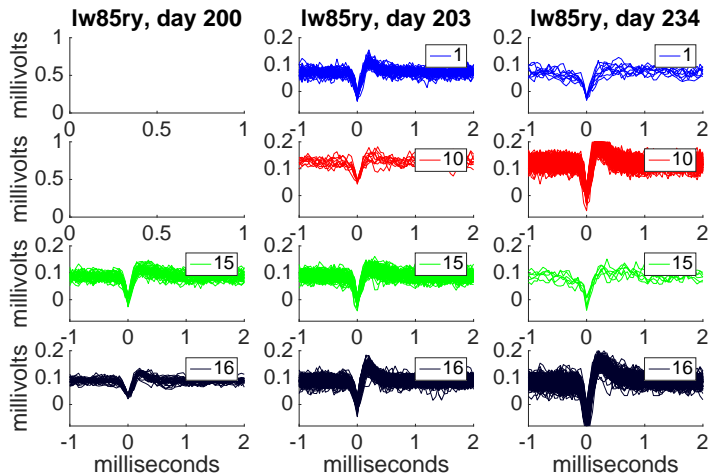 lw85ry, day 200 lw85ry, day 203 lw85ry, day 234
millivolts 1 0.5 0 0 0.5 1
0.2 0.1 0 -1 0 1 2 1
0.2 0.1 0 -1 0 1 2 1
millivolts 1 0.5 0 0 0.5 1
0.2 0.1 0 -1 0 1 2 10
0.2 0.1 0 -1 0 1 2 10
millivolts 0.2 0.1 0 -1 0 1 2 15
0.2 0.1 0 -1 0 1 2 15
0.2 0.1 0 -1 0 1 2 15
millivolts 0.2 0.1 0 -1 0 1 2 16
0.2 0.1 0 -1 0 1 2 16
0.2 0.1 0 -1 0 1 2 16
milliseconds milliseconds milliseconds